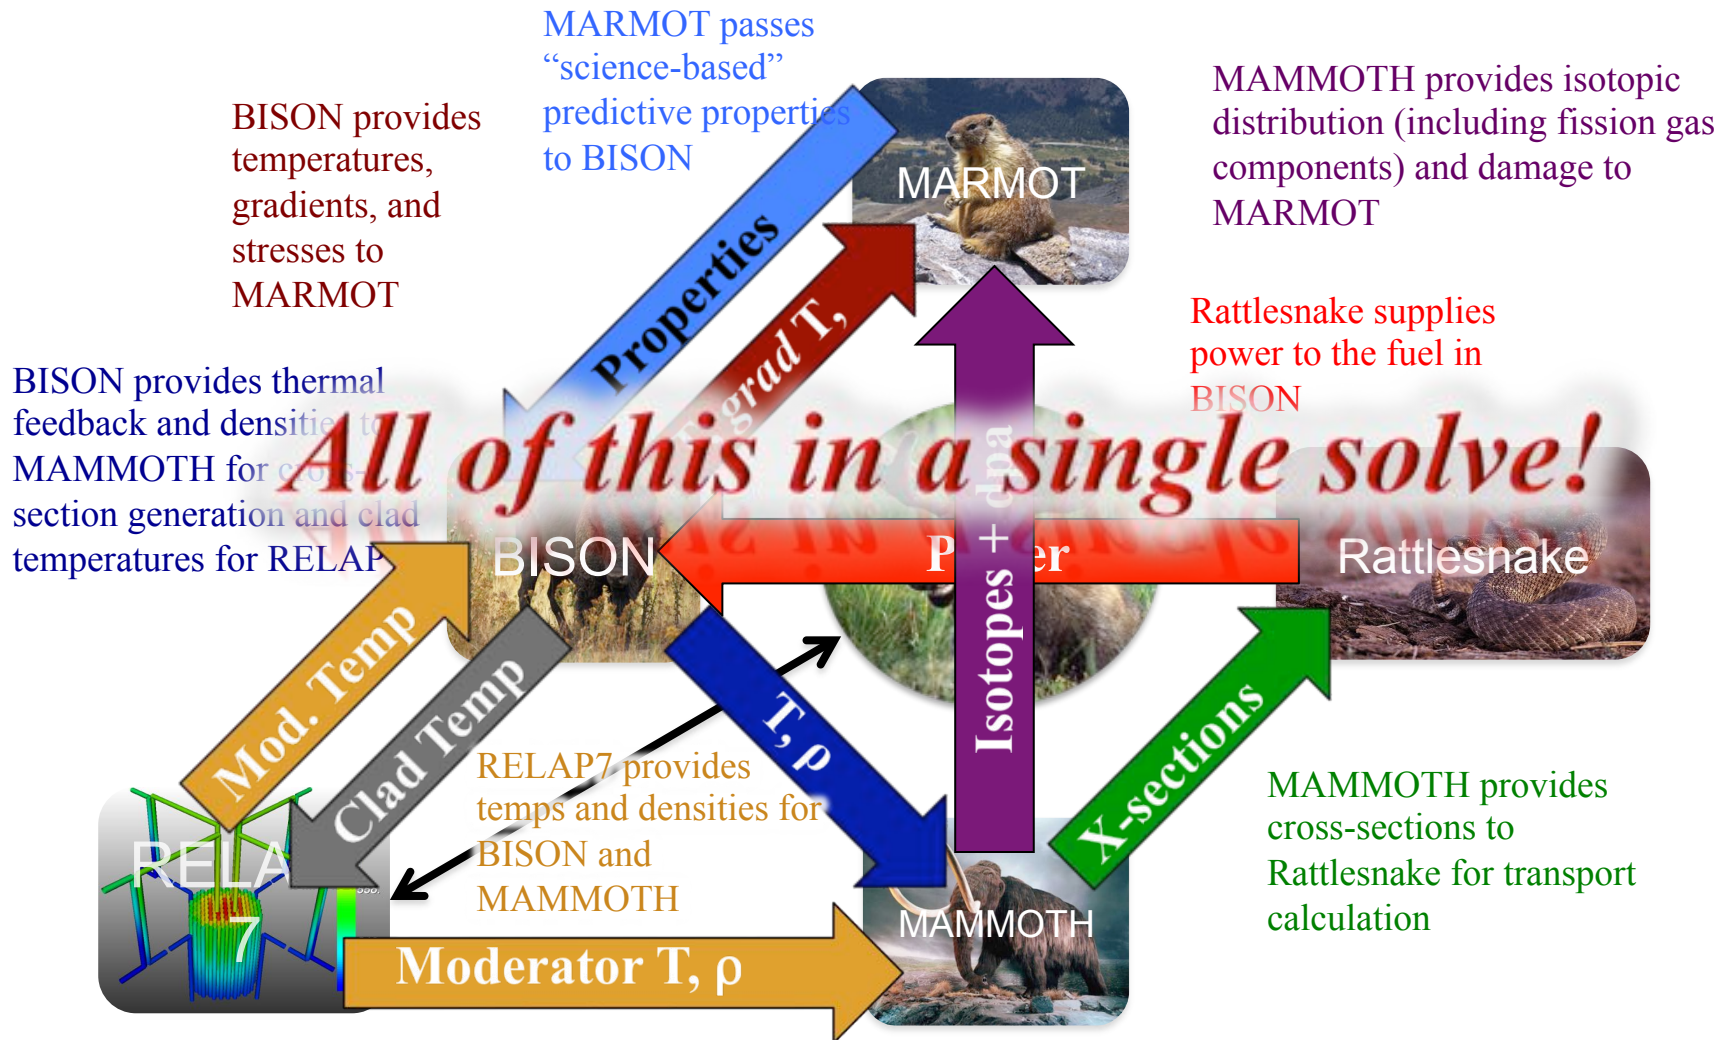 MARMOT passes
“science-based”
predictive properties
to BISON
MAMMOTH provides isotopic
distribution (including fission gas
components) and damage to
MARMOT
BISON provides
temperatures,
gradients, and
stresses to
MARMOT
MARMOT
Properties
grad T,
Rattlesnake supplies
power to the fuel in
BISON
BISON provides thermal
feedback and densities to
MAMMOTH for cross-
section generation and clad
temperatures for RELAP
All of this in a single solve!
BISON
Rattlesnake
Isotopes + dpa
Mod. Temp
Clad Temp
T, ρ
X-sections
RELAP7 provides
temps and densities for
BISON and
MAMMOTH
MAMMOTH provides
cross-sections to
Rattlesnake for transport
calculation
RELA
7
MAMMOTH
Moderator T, ρ